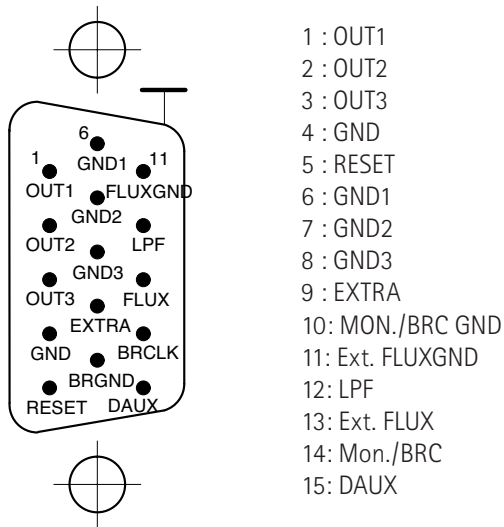 6
1
GND1
11
OUT1
FLUXGND
GND2
OUT2
LPF
GND3
OUT3
FLUX
EXTRA
GND
BRCLK
BRGND
RESET
DAUX
1 : OUT1
2 : OUT2
3 : OUT3
4 : GND
5 : RESET
6 : GND1
7 : GND2
8 : GND3
9 : EXTRA
10: MON./BRC GND
11: Ext. FLUXGND
12: LPF
13: Ext. FLUX
14: Mon./BRC
15: DAUX